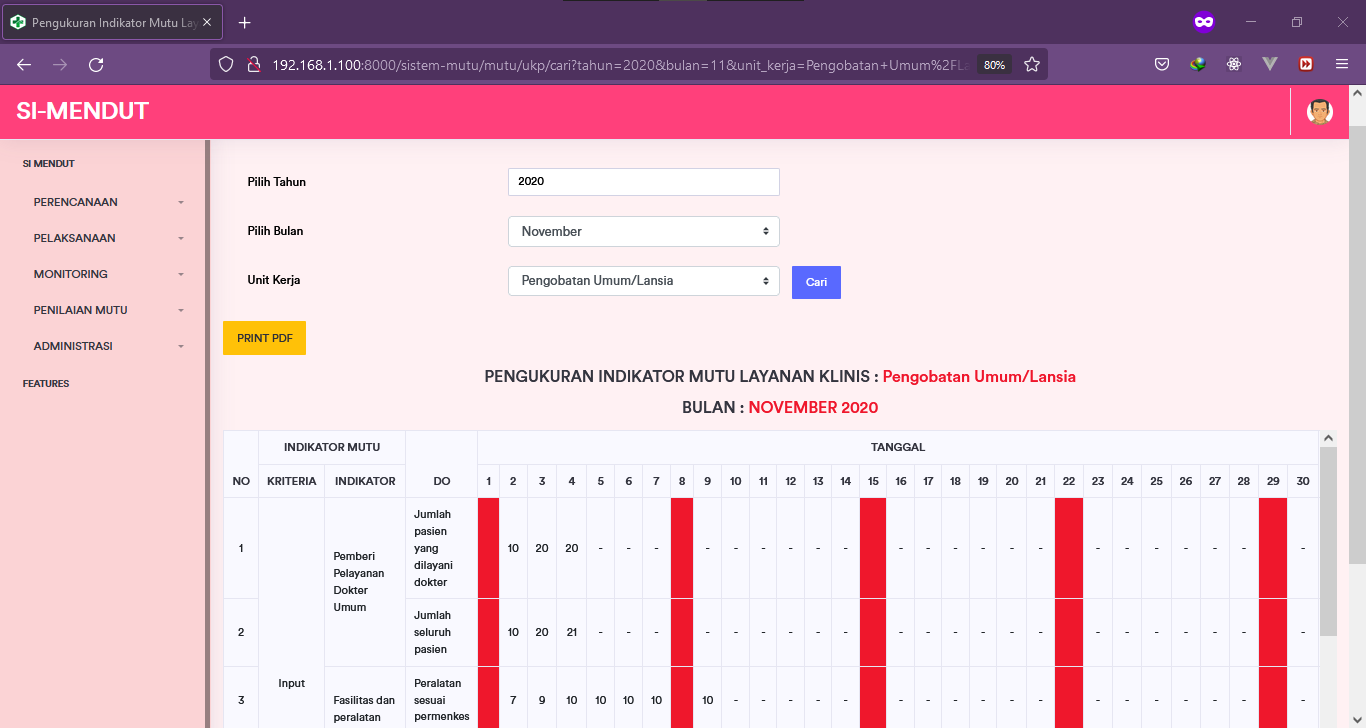 Pengukuran Indikator Mutu Lay
192.168.1.100:8000/sistem-mutu/mutu/ukp/cari?tahun=2020&bulan=11&unit_kerja=Pengobatan+Umum%2FLa
80%
SI-MENDUT
SI MENDUT
PERENCANAAN
PELAKSANAAN
MONITORING
PENILAIAN MUTU
ADMINISTRASI
FEATURES
Pilih Tahun 2020
Pilih Bulan November
Unit Kerja Pengobatan Umum/Lansia Cari
PRINT PDF
PENGUKURAN INDIKATOR MUTU LAYANAN KLINIS : Pengobatan Umum/Lansia
BULAN : NOVEMBER 2020
INDIKATOR MUTU TANGGAL
NO KRITERIA INDIKATOR DO 1 2 3 4 5 6 7 8 9 10 11 12 13 14 15 16 17 18 19 20 21 22 23 24 25 26 27 28 29 30
1
Input
Pemberi
Pelayanan
Dokter
Umum
Jumlah
pasien
yang
dilayani
dokter
10 20 20 - - - - - - - - - - - - - - - - - - - - - - - -
2
Jumlah
seluruh
pasien
10 20 21 - - - - - - - - - - - - - - - - - - - - - - - -
3
Fasilitas dan
peralatan
Peralatan
sesuai
permenkes
7 9 10 10 10 10 10 - - - - - - - - - - - - - - - - - - - -